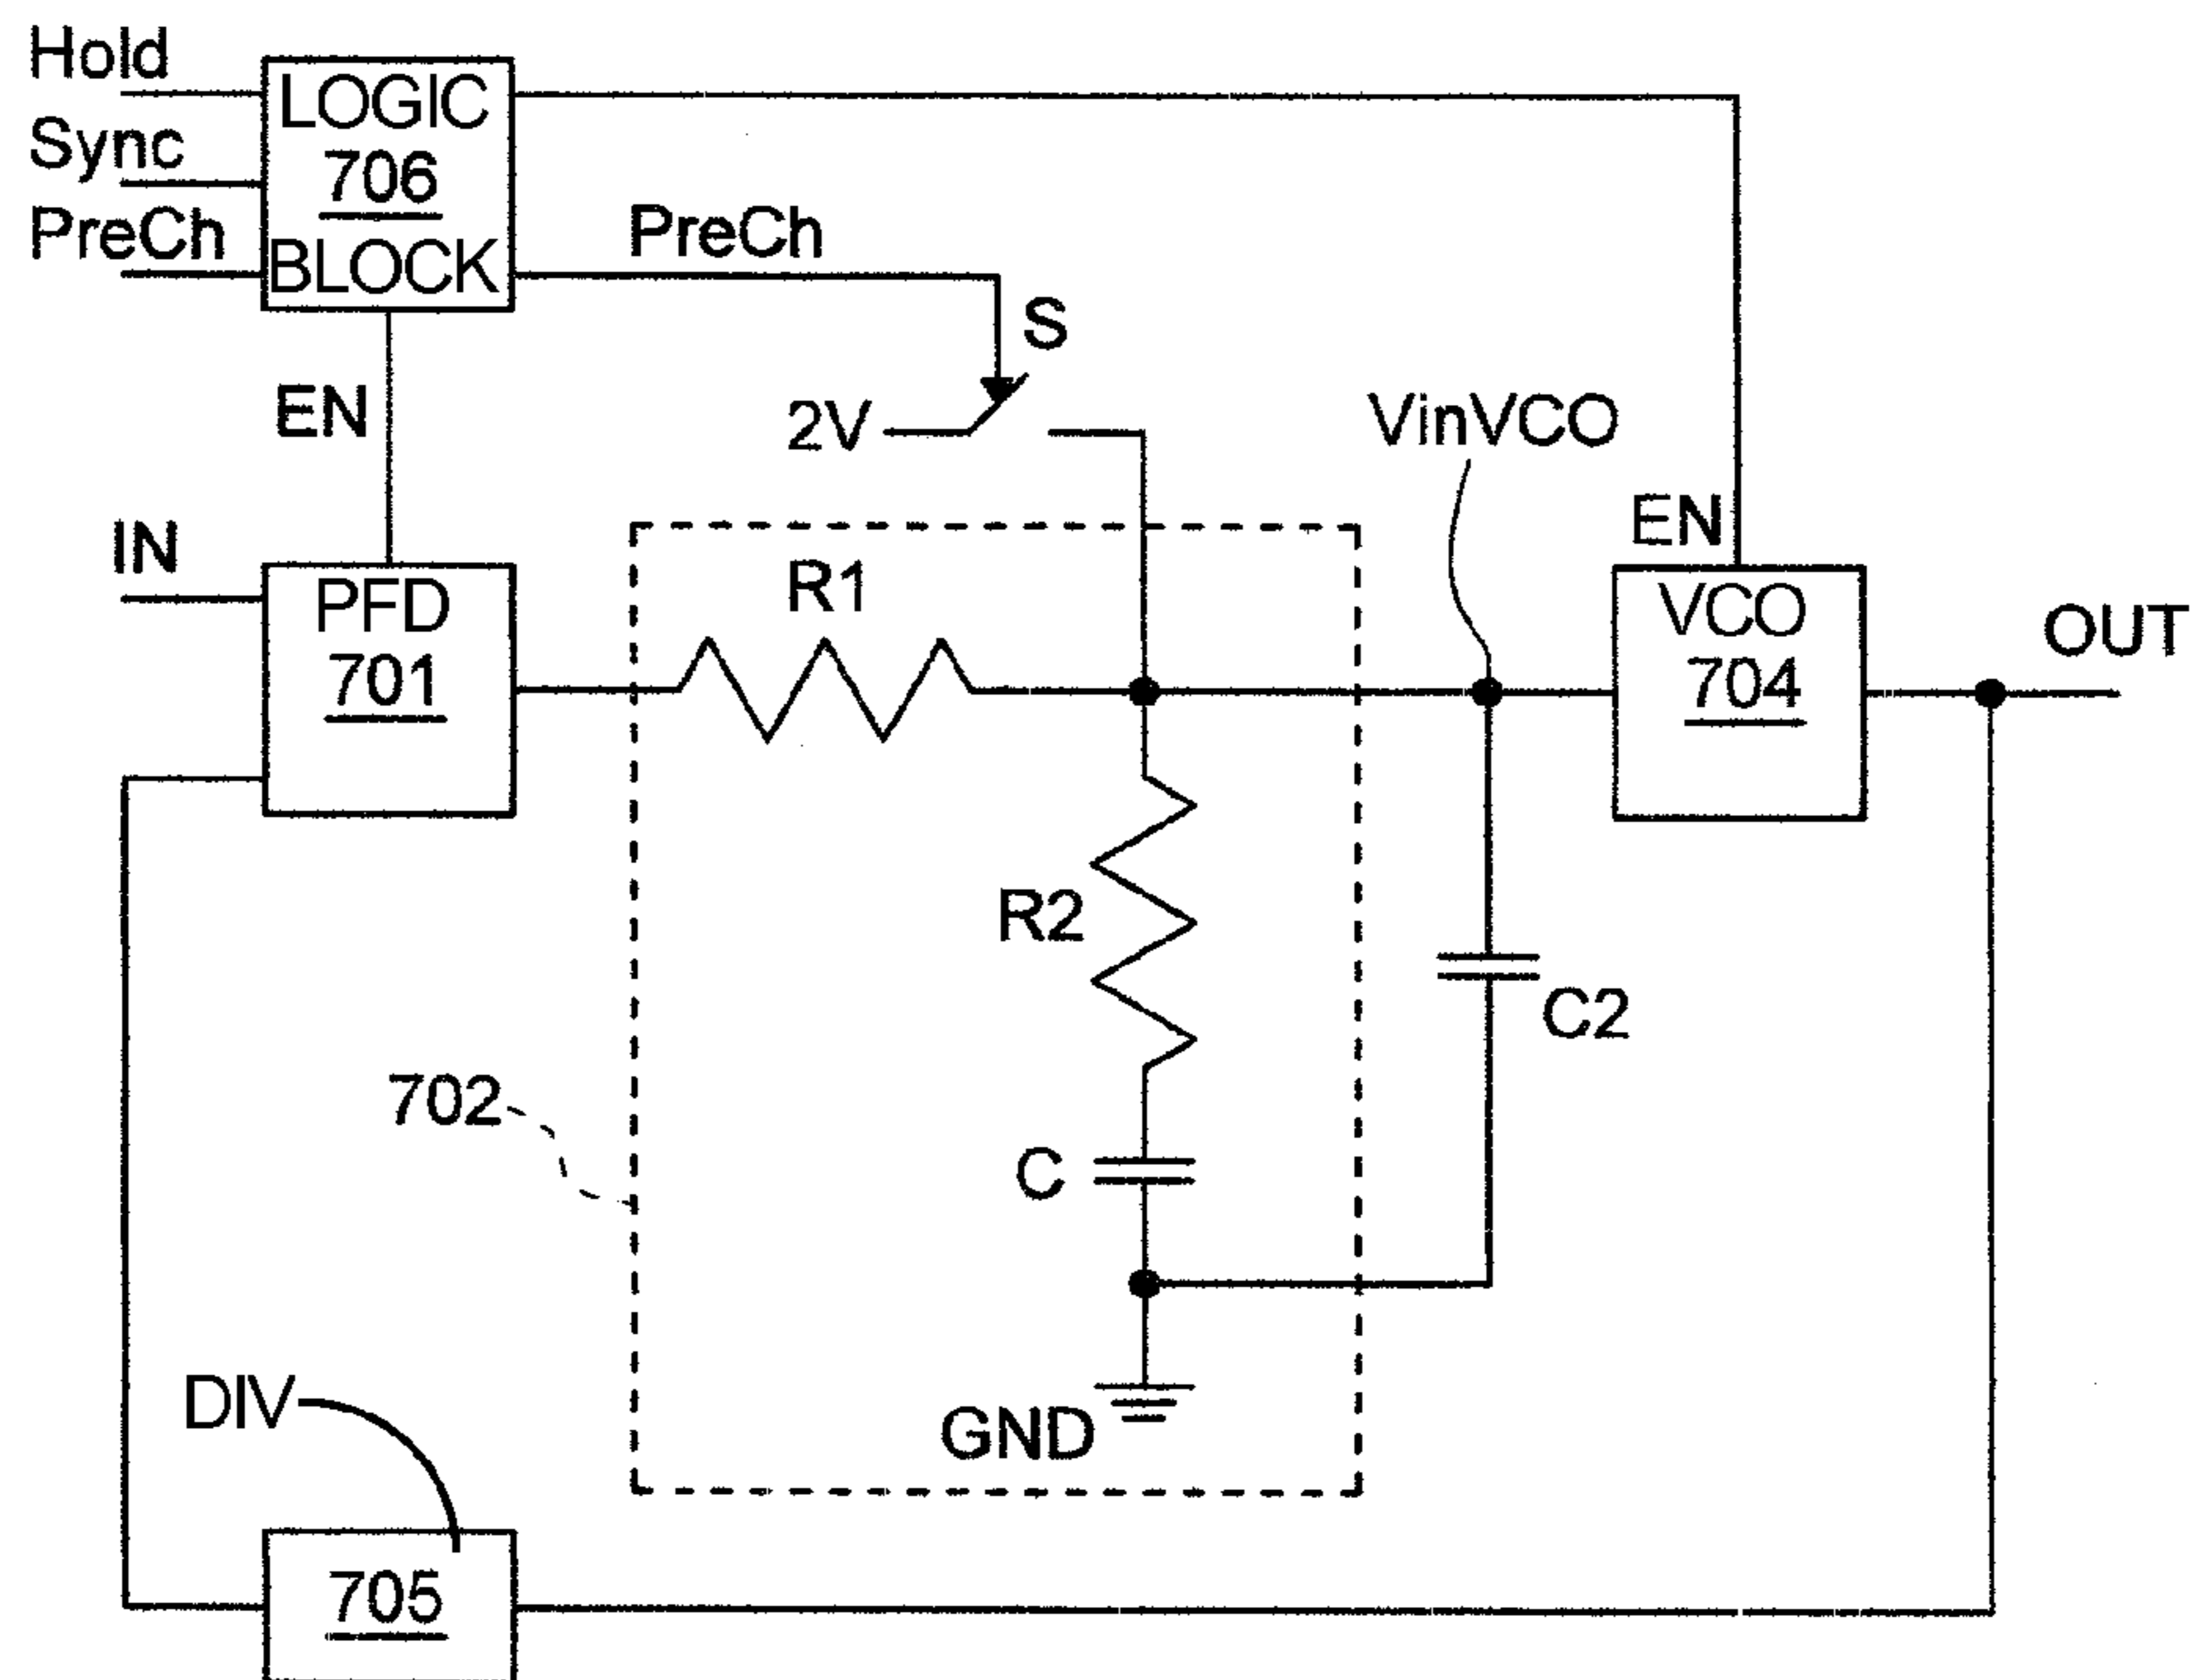 Hold
Sync
PreCh
LOGIC
706
BLOCK
PreCh
S
EN
2V
VinVCO
EN
IN
PFD
701
R1
VCO
704
OUT
R2
C2
702
C
GND
DIV
705